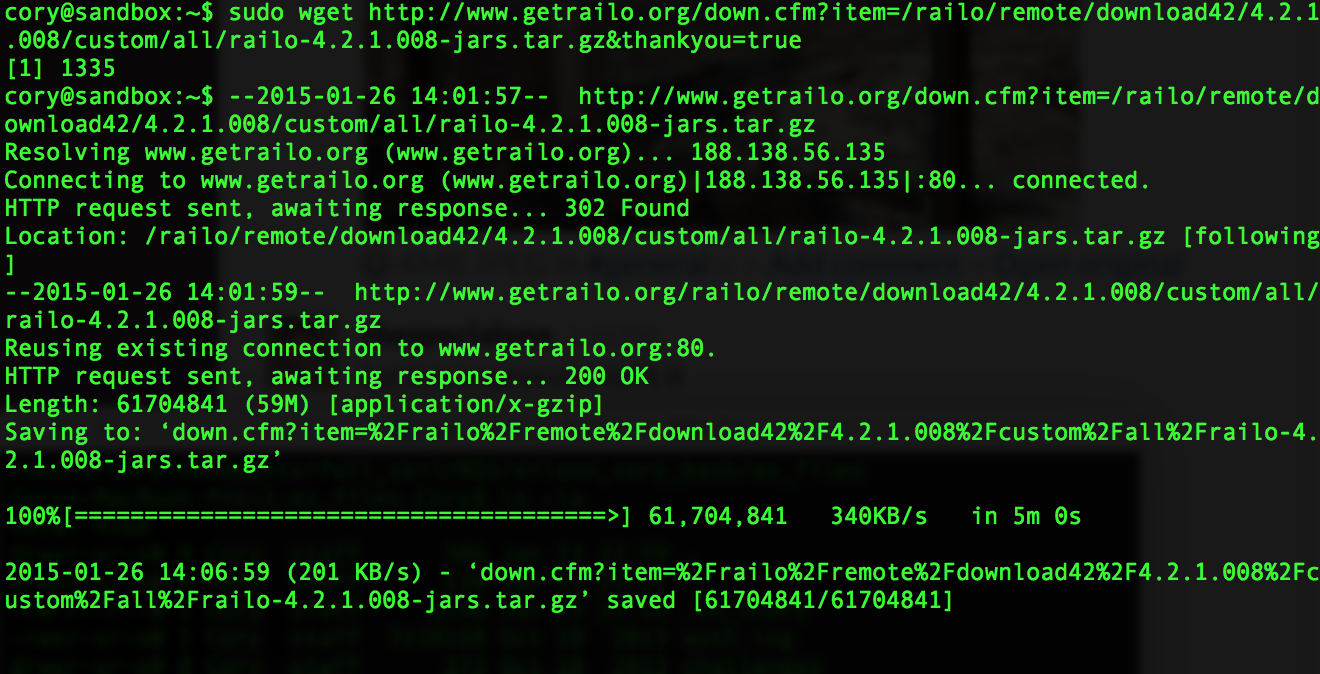 cory@sandbox:~$ sudo wget http://www.getrailo.org/down.cfm?item=/railo/remote/download42/4.2.1
.008/custom/all/railo-4.2.1.008-jars.tar.gz&thankyou=true
[1] 1335
cory@sandbox:~$ --2015-01-26 14:01:57--  http://www.getrailo.org/down.cfm?item=/railo/remote/d
ownload42/4.2.1.008/custom/all/railo-4.2.1.008-jars.tar.gz
Resolving www.getrailo.org (www.getrailo.org)... 188.138.56.135
Connecting to www.getrailo.org (www.getrailo.org)|188.138.56.135|:80... connected.
HTTP request sent, awaiting response... 302 Found
Location: /railo/remote/download42/4.2.1.008/custom/all/railo-4.2.1.008-jars.tar.gz [following
]
--2015-01-26 14:01:59--  http://www.getrailo.org/railo/remote/download42/4.2.1.008/custom/all/
railo-4.2.1.008-jars.tar.gz
Reusing existing connection to www.getrailo.org:80.
HTTP request sent, awaiting response... 200 OK
Length: 61704841 (59M) [application/x-gzip]
Saving to: ‘down.cfm?item=%2Frailo%2Fremote%2Fdownload42%2F4.2.1.008%2Fcustom%2Fall%2Frailo-4.
2.1.008-jars.tar.gz’
100%[======================================>] 61,704,841   340KB/s   in 5m 0s
2015-01-26 14:06:59 (201 KB/s) - ‘down.cfm?item=%2Frailo%2Fremote%2Fdownload42%2F4.2.1.008%2Fc
ustom%2Fall%2Frailo-4.2.1.008-jars.tar.gz’ saved [61704841/61704841]